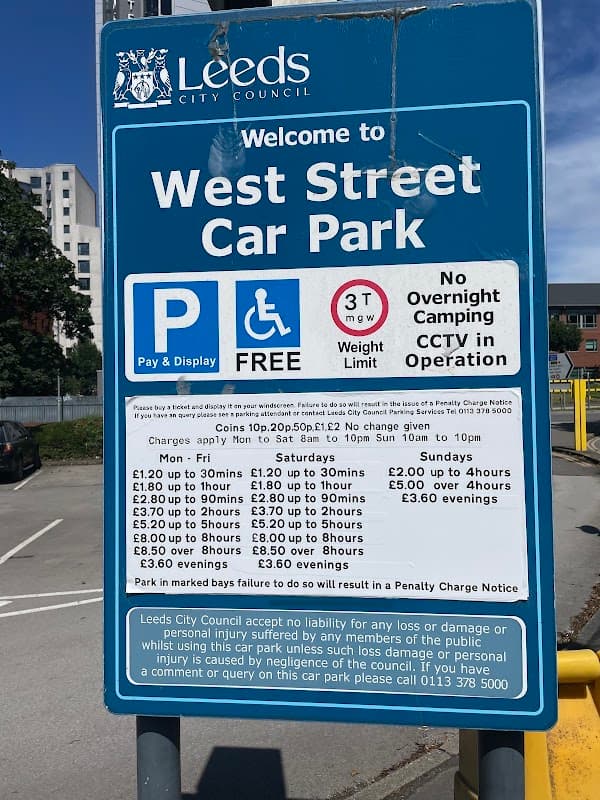 Leeds
CITY COUNCIL
Welcome to
West Street
Car Park
P
Pay & Display
FREE
3 T
mgw
Weight
Limit
No
Overnight
Camping
CCTV in
Operation
Please buy a ticket and display it on your windscreen. Failure to do so will result in the issue of a Penalty Charge Notice
If you have an query please see a parking attendant or contact Leeds City Council Parking Services Tel 0113 378 5000
Coins 10p.20p.50p.£1.£2 No change given
Charges apply Mon to Sat 8am to 10pm Sun 10am to 10pm
Mon - Fri
£1.20 up to 30mins
£1.80 up to 1hour
£2.80 up to 90mins
£3.70 up to 2hours
£5.20 up to 5hours
£8.00 up to 8hours
£8.50 over 8hours
£3.60 evenings
Saturdays
£1.20 up to 30mins
£1.80 up to 1hour
£2.80 up to 90mins
£3.70 up to 2hours
£5.20 up to 5hours
£8.00 up to 8hours
£8.50 over 8hours
£3.60 evenings
Sundays
£2.00 up to 4hours
£5.00 over 4hours
£3.60 evenings
Park in marked bays failure to do so will result in a Penalty Charge Notice
Leeds City Council accept no liability for any loss or damage or
personal injury suffered by any members of the public
whilst using this car park unless such loss damage or personal
injury is caused by negligence of the council. If you have
a comment or query on this car park please call 0113 378 5000